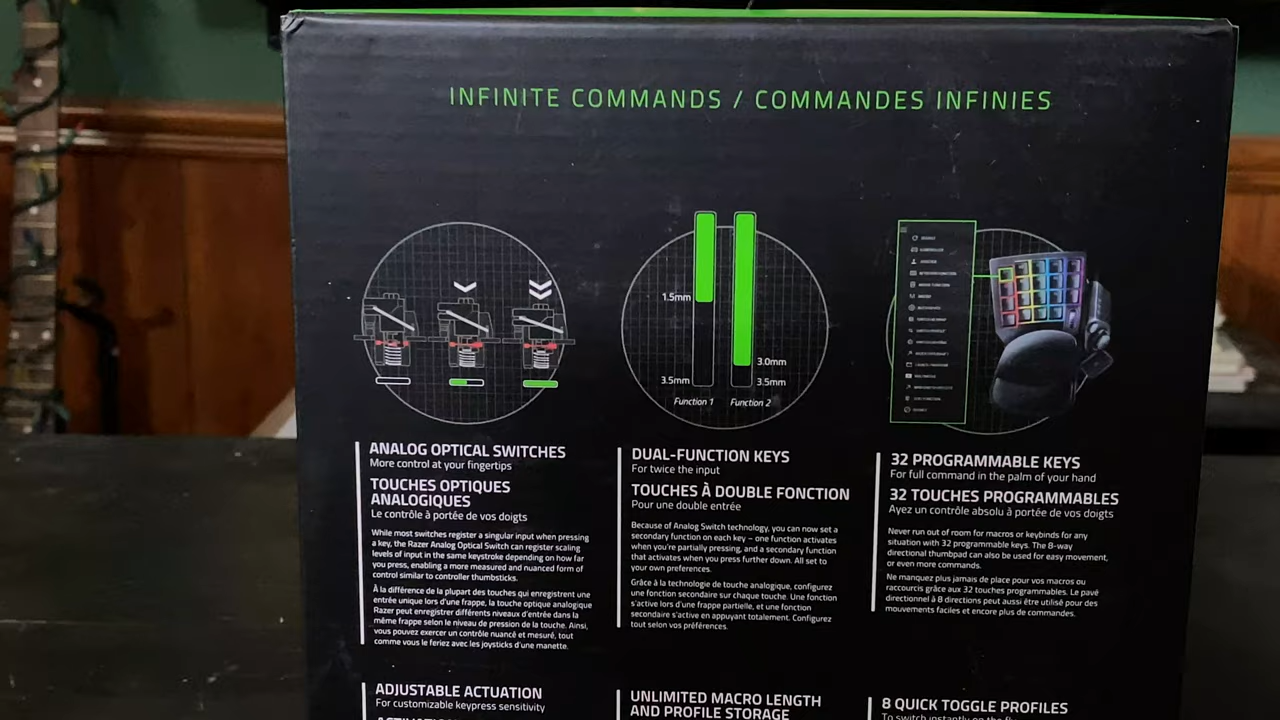 INFINITE COMMANDS / COMMANDES INFINIES
1.5mm
3.5mm
3.0mm
3.5mm
Function 1
Function 2
ANALOG OPTICAL SWITCHES
More control at your fingertips
TOUCHES OPTIQUES
ANALOGIQUES
Le contrôle à portée de vos doigts
While most switches register a singular input when pressing
a key, the Razer Analog Optical Switch can register scaling
levels of input in the same keystroke depending on how far
you press, enabling a more measured and nuanced form of
control similar to controller thumbsticks.
À la différence de la plupart des touches qui enregistrent une
entrée unique lors d'une frappe, la touche optique analogique
Razer peut enregistrer différents niveaux d'entrée dans la
même frappe selon le niveau de pression de la touche. Ainsi,
vous pouvez exercer un contrôle nuancé et mesuré, tout
comme vous le feriez avec les joysticks d'une manette.
DUAL-FUNCTION KEYS
For twice the input
TOUCHES À DOUBLE FONCTION
Pour une double entrée
Because of Analog Switch technology, you can now set a
secondary function on each key – one function activates
when you're partially pressing, and a secondary function
that activates when you press further down. All set to
your own preferences.
Grâce à la technologie de touche analogique, configurez
une fonction secondaire sur chaque touche. Une fonction
s'active lors d'une frappe partielle, et une fonction
secondaire s'active en appuyant totalement. Configurez
tout selon vos préférences.
32 PROGRAMMABLE KEYS
For full command in the palm of your hand
32 TOUCHES PROGRAMMABLES
Ayez un contrôle absolu à portée de vos doigts
Never run out of room for macros or keybinds for any
situation with 32 programmable keys. The 8-way
directional thumbpad can also be used for easy movement,
or even more commands.
Ne manquez plus jamais de place pour vos macros ou
raccourcis grâce aux 32 touches programmables. Le pavé
directionnel à 8 directions peut aussi être utilisé pour des
mouvements faciles et encore plus de commandes.
ADJUSTABLE ACTUATION
For customizable keypress sensitivity
UNLIMITED MACRO LENGTH
AND PROFILE STORAGE
8 QUICK TOGGLE PROFILES
To switch instantly on the